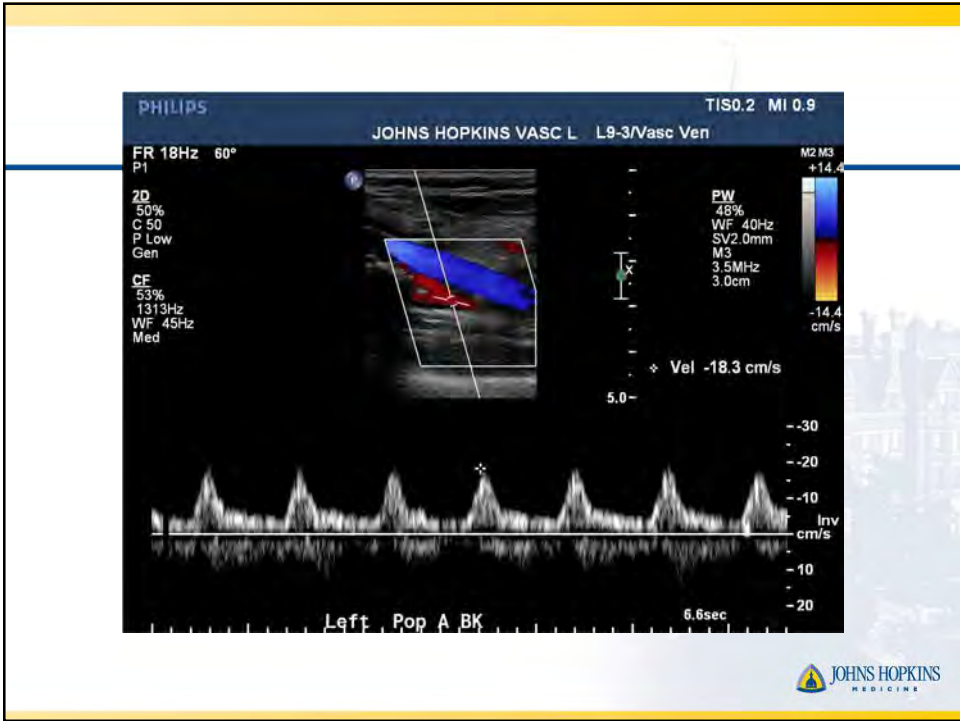 PHILIPS
TIS0.2 MI 0.9
JOHNS HOPKINS VASC L L9-3/Vasc Ven
FR 18Hz 60°
P1
2D
50%
C 50
P Low
Gen
CF
53%
1313Hz
WF 45Hz
Med
P
M2 M3
+14.4
-14.4
cm/s
PW
48%
WF 40Hz
SV2.0mm
M3
3.5MHz
3.0cm
x
Vel -18.3 cm/s
5.0
-30
-20
-10
Inv
cm/s
10
20
6.6sec
Left Pop A BK
JOHNS HOPKINS
MEDICINE